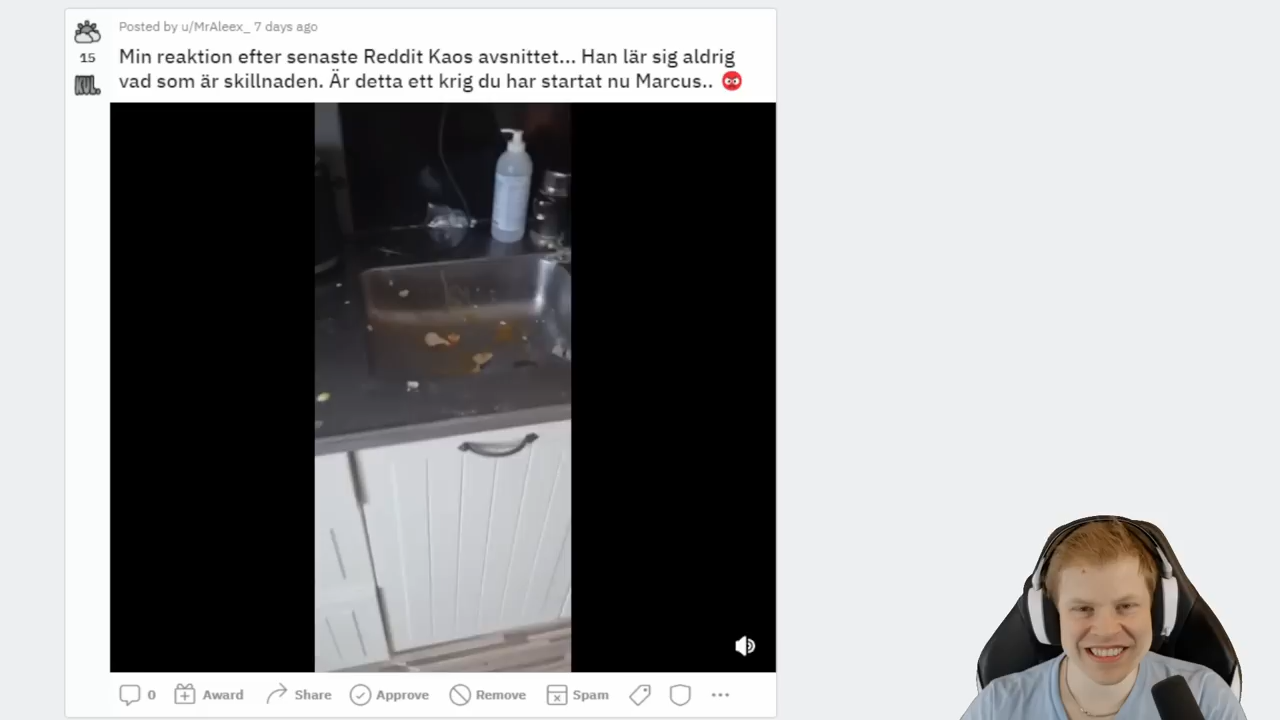 Posted by u/MrAleex_ 7 days ago
15
Min reaktion efter senaste Reddit Kaos avsnittet... Han lär sig aldrig
vad som är skillnaden. Är detta ett krig du har startat nu Marcus..
KUL.
0 Award Share Approve Remove Spam